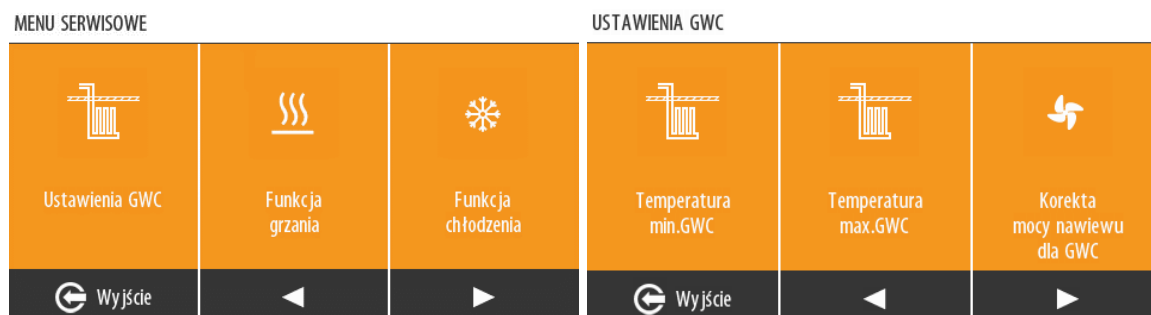 MENU SERWISOWE
Ustawienia GWC
Funkcja
grzania
Funkcja
chłodzenia
Wyjście
USTAWIENIA GWC
Temperatura
min.GWC
Temperatura
max.GWC
Korekta
mocy nawiewu
dla GWC
Wyjście